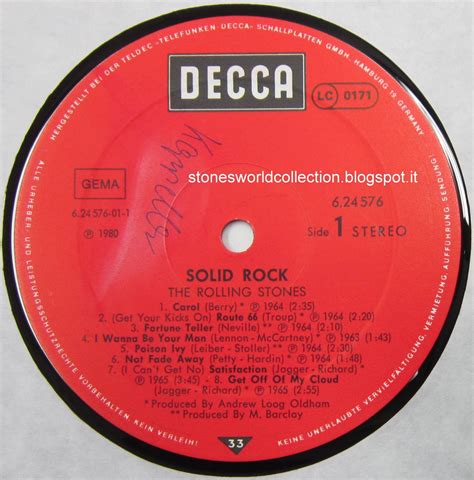 HERGESTELLT BEI DER TELDEC »TELEFUNKEN-DECCA« SCHALLPLATTEN GMBH, HAMBURG 19 GERMANY
DECCA
LC 0171
stonesworldcollection.blogspot.it
GEMA
6.24 576
6.24 576-01-1
Side 1 STEREO
Ⓟ 1980
SOLID ROCK
THE ROLLING STONES
1. Carol (Berry)* Ⓟ 1964 (2:35)
2. (Get Your Kicks On) Route 66 (Troup)* Ⓟ 1964 (2:20)
3. Fortune Teller (Neville)** Ⓟ 1964 (2:20)
4. I Wanna Be Your Man (Lennon-McCartney)* Ⓟ 1963 (1:43)
5. Poison Ivy (Leiber-Stoller)** Ⓟ 1964 (2:31)
6. Not Fade Away (Petty-Hardin)* Ⓟ 1964 (1:48)
7. (I Can't Get No) Satisfaction (Jagger-Richard)*
Ⓟ 1965 (3:45) - 8. Get Off Of My Cloud
(Jagger-Richard)* Ⓟ 1965 (2:55)
*Produced by Andrew Loog Oldham
**Produced by M. Barclay
33
ALLE URHEBER- UND LEISTUNGSSCHUTZRECHTE VORBEHALTEN. KEIN VERLEIH! KEINE UNERLAUBTE VERVIELFÄLTIGUNG, VERMIETUNG, AUFFÜHRUNG, SENDUNG!